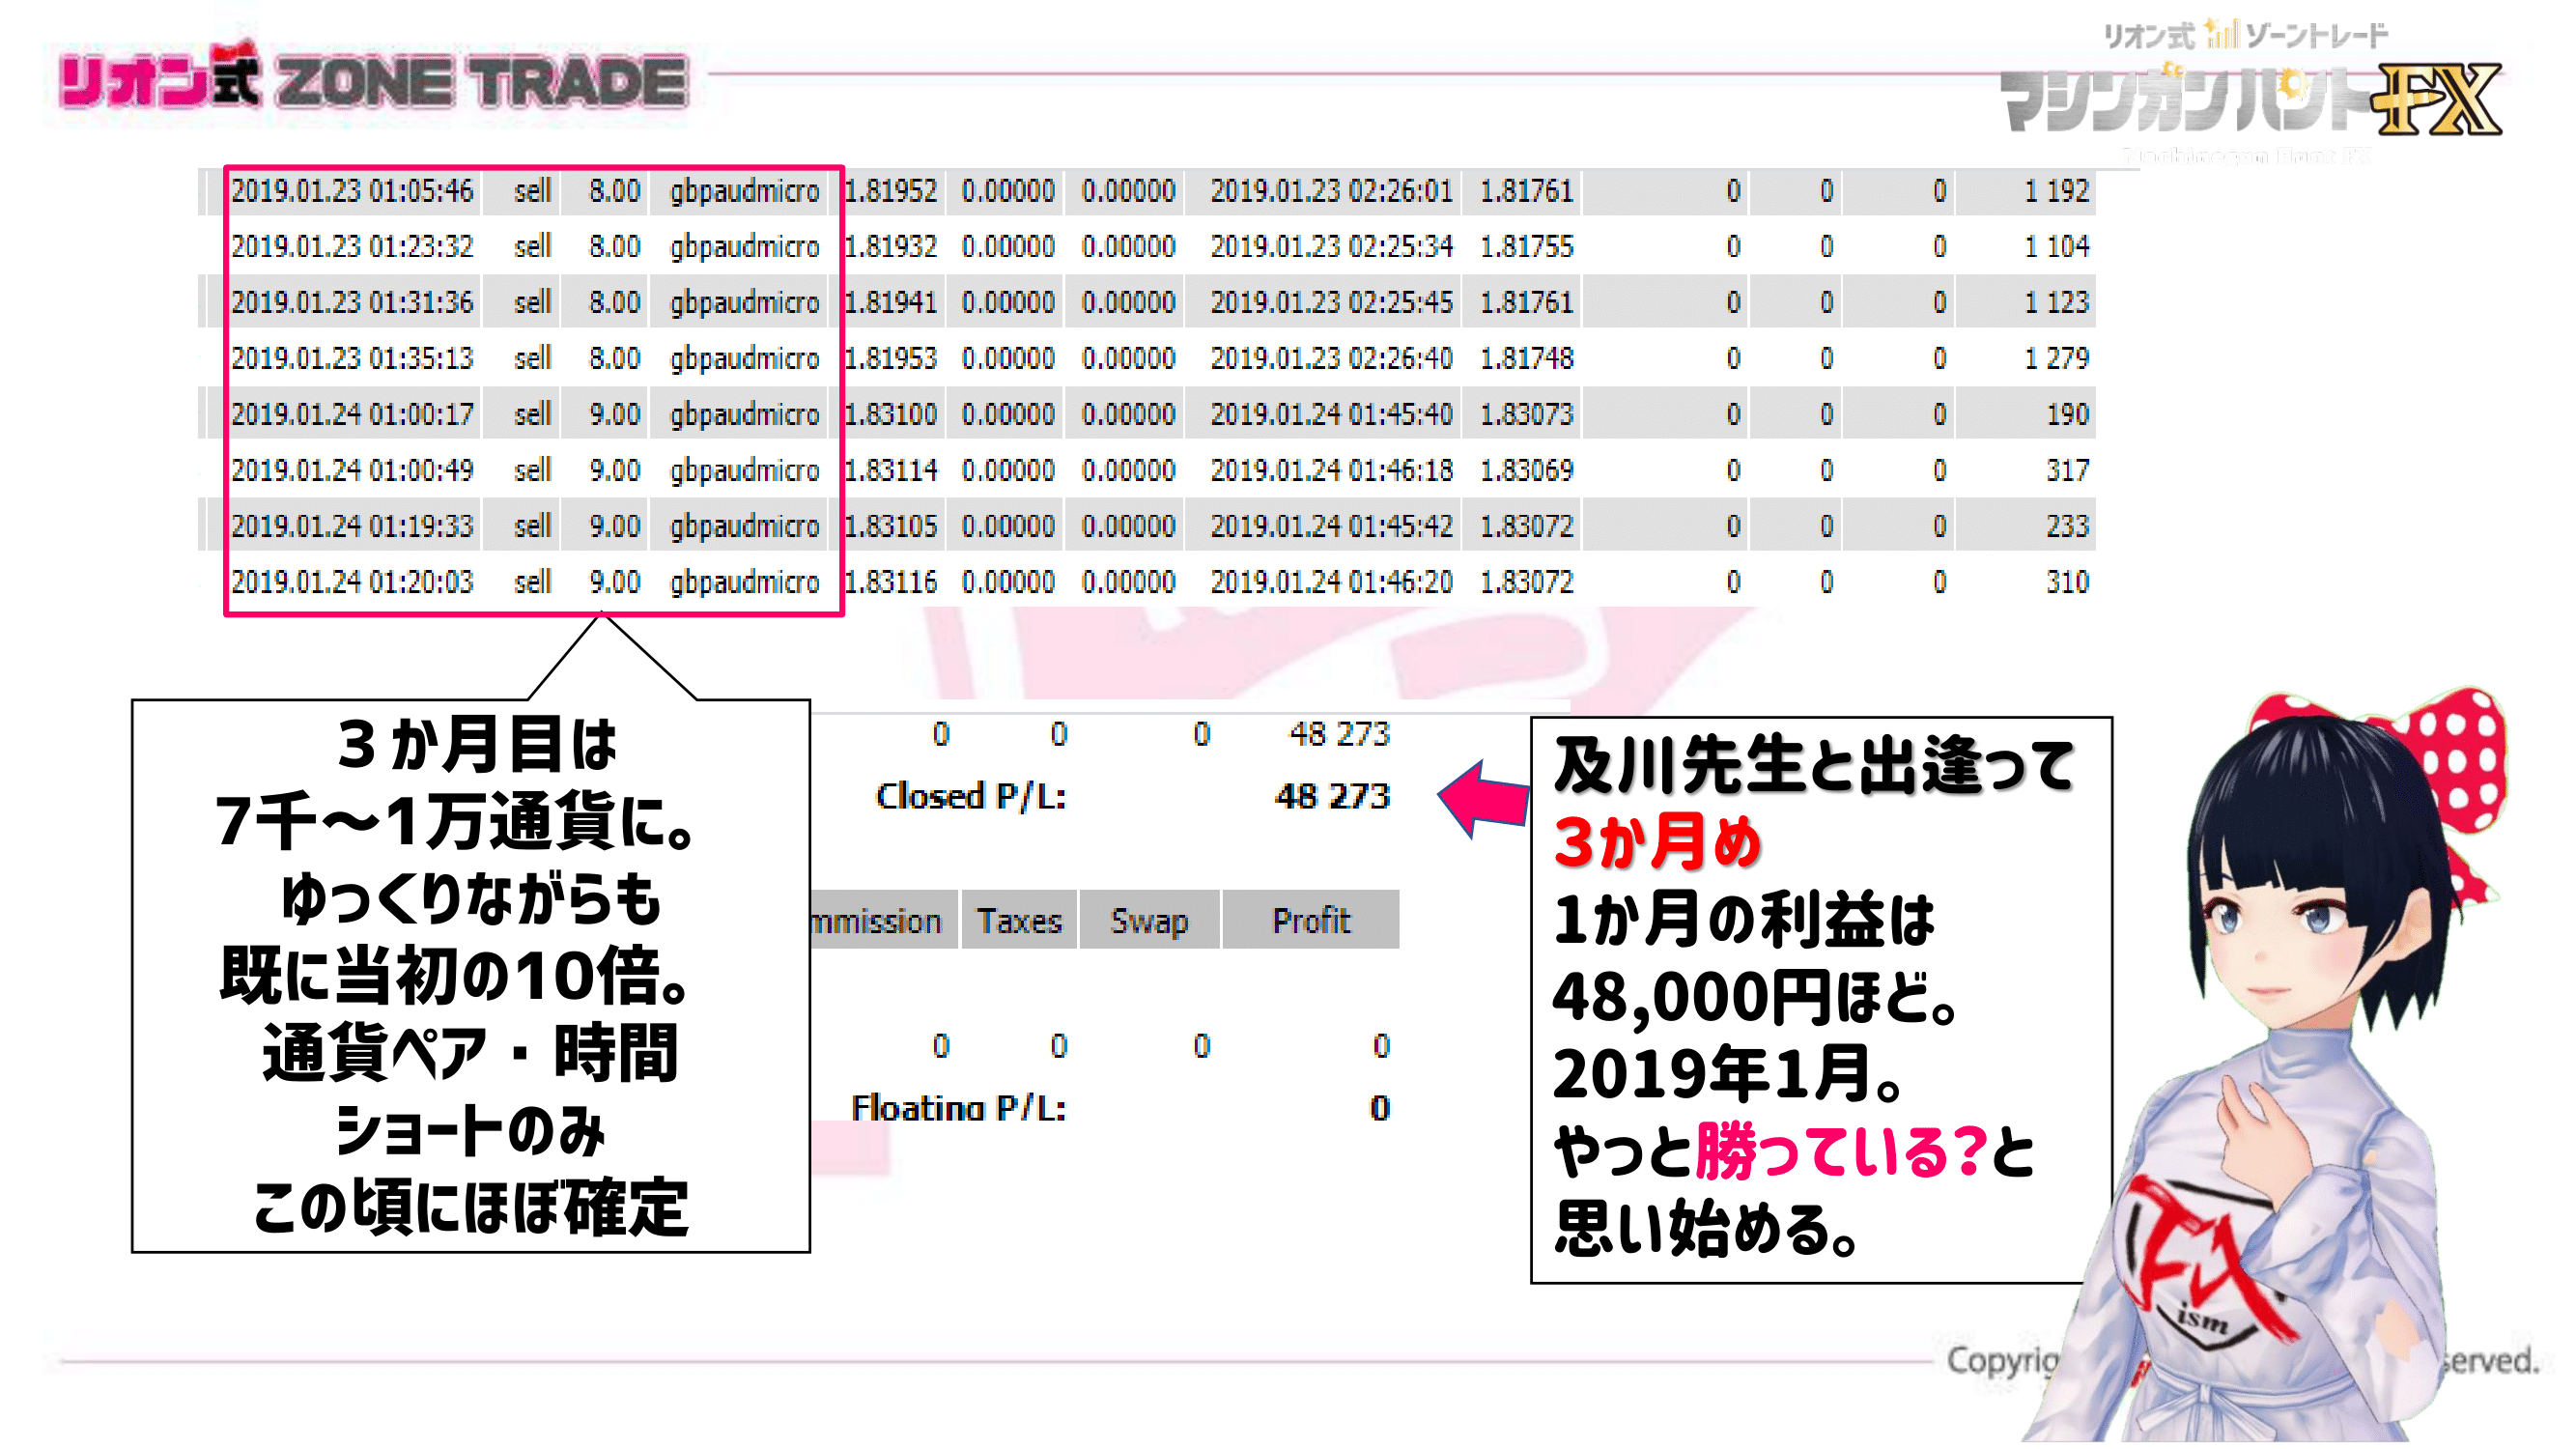 リオン式 ZONE TRADE
リオン式 ゾーントレード
マシンガンハントFX
2019.01.23 01:05:46 sell 8.00 gbpaudmicro 1.81952 0.00000 0.00000 2019.01.23 02:26:01 1.81761 0 0 0 1 192
2019.01.23 01:23:32 sell 8.00 gbpaudmicro 1.81932 0.00000 0.00000 2019.01.23 02:25:34 1.81755 0 0 0 1 104
2019.01.23 01:31:36 sell 8.00 gbpaudmicro 1.81941 0.00000 0.00000 2019.01.23 02:25:45 1.81761 0 0 0 1 123
2019.01.23 01:35:13 sell 8.00 gbpaudmicro 1.81953 0.00000 0.00000 2019.01.23 02:26:40 1.81748 0 0 0 1 279
2019.01.24 01:00:17 sell 9.00 gbpaudmicro 1.83100 0.00000 0.00000 2019.01.24 01:45:40 1.83073 0 0 0 190
2019.01.24 01:00:49 sell 9.00 gbpaudmicro 1.83114 0.00000 0.00000 2019.01.24 01:46:18 1.83069 0 0 0 317
2019.01.24 01:19:33 sell 9.00 gbpaudmicro 1.83105 0.00000 0.00000 2019.01.24 01:45:42 1.83072 0 0 0 233
2019.01.24 01:20:03 sell 9.00 gbpaudmicro 1.83116 0.00000 0.00000 2019.01.24 01:46:20 1.83072 0 0 0 310
３か月目は
7千～1万通貨に。
ゆっくりながらも
既に当初の10倍。
通貨ペア・時間
ショートのみ
この頃にほぼ確定
0 0 0 48 273
Closed P/L: 48 273
mmission Taxes Swap Profit
0 0 0 0
Floating P/L: 0
及川先生と出逢って
3か月め
1か月の利益は
48,000円ほど。
2019年1月。
やっと勝っている?と
思い始める。
FX
ism
Copyrig
served.